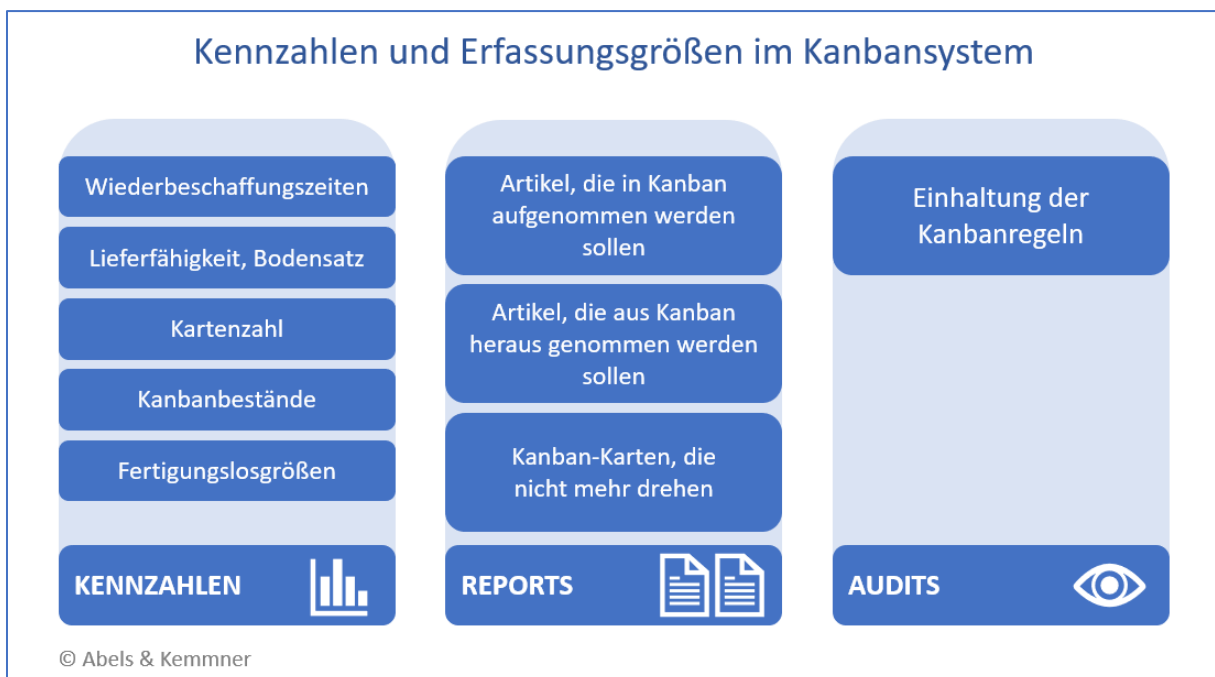 Kennzahlen und Erfassungsgrößen im Kanbansystem
Wiederbeschaffungszeiten
Lieferfähigkeit, Bodensatz
Kartenzahl
Kanbanbestände
Fertigungslosgrößen
KENNZAHLEN
Artikel, die in Kanban
aufgenommen werden
sollen
Artikel, die aus Kanban
heraus genommen werden
sollen
Kanban-Karten, die
nicht mehr drehen
REPORTS
Einhaltung der
Kanbanregeln
AUDITS
© Abels & Kemmner